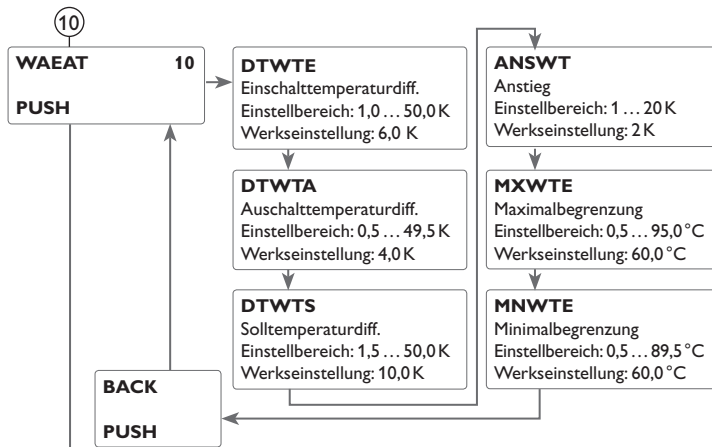 10
WAEAT 10
PUSH
DTWTE
Einschalttemperaturdiff.
Einstellbereich: 1,0 … 50,0 K
Werkseinstellung: 6,0 K
DTWTA
Auschalttemperaturdiff.
Einstellbereich: 0,5 … 49,5 K
Werkseinstellung: 4,0 K
DTWTS
Solltemperaturdiff.
Einstellbereich: 1,5 … 50,0 K
Werkseinstellung: 10,0 K
ANSWT
Anstieg
Einstellbereich: 1 … 20 K
Werkseinstellung: 2 K
MXWTE
Maximalbegrenzung
Einstellbereich: 0,5 … 95,0 °C
Werkseinstellung: 60,0 °C
MNWTE
Minimalbegrenzung
Einstellbereich: 0,5 … 89,5 °C
Werkseinstellung: 60,0 °C
BACK
PUSH